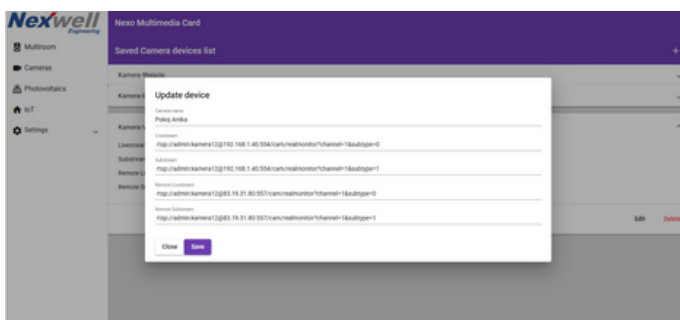 Nexwell
Engineering
Nexo Multimedia Card
Multiroom
Saved Camera devices list
+
Cameras
Kamera Wejście
Photovoltaics
Kamera
IoT
Update device
Camera name
Pokój Antka
Settings
Kamera
Livestream
rtsp://admin:kamera12@192.168.1.40:554/cam/realmonitor?channel=1&subtype=0
Substream
rtsp://admin:kamera12@192.168.1.40:554/cam/realmonitor?channel=1&subtype=1
Remote Livestream
rtsp://admin:kamera12@83.19.31.80:557/cam/realmonitor?channel=1&subtype=0
Remote Substream
rtsp://admin:kamera12@83.19.31.80:557/cam/realmonitor?channel=1&subtype=1
Edit
Delete
Close
Save